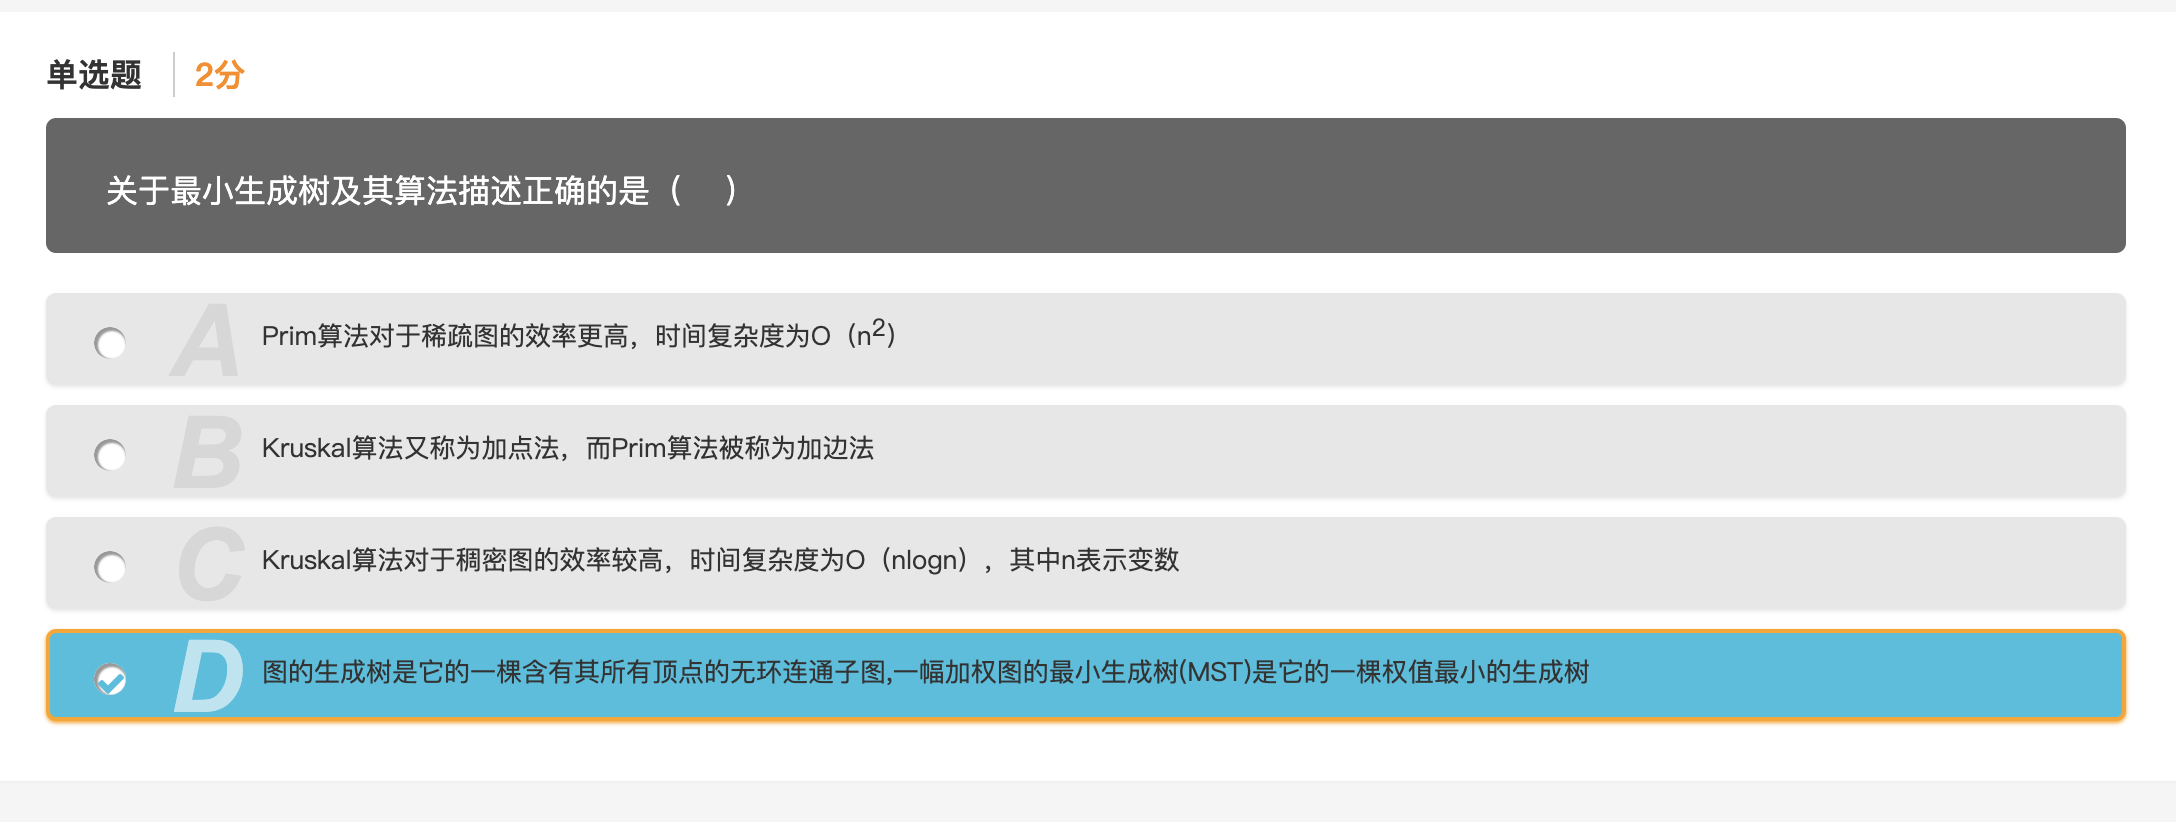 单选题 2分
关于最小生成树及其算法描述正确的是（ ）
A Prim算法对于稀疏图的效率更高，时间复杂度为O（n²）
B Kruskal算法又称为加点法，而Prim算法被称为加边法
C Kruskal算法对于稠密图的效率较高，时间复杂度为O（nlogn），其中n表示变数
D 图的生成树是它的一棵含有其所有顶点的无环连通子图,一幅加权图的最小生成树(MST)是它的一棵权值最小的生成树